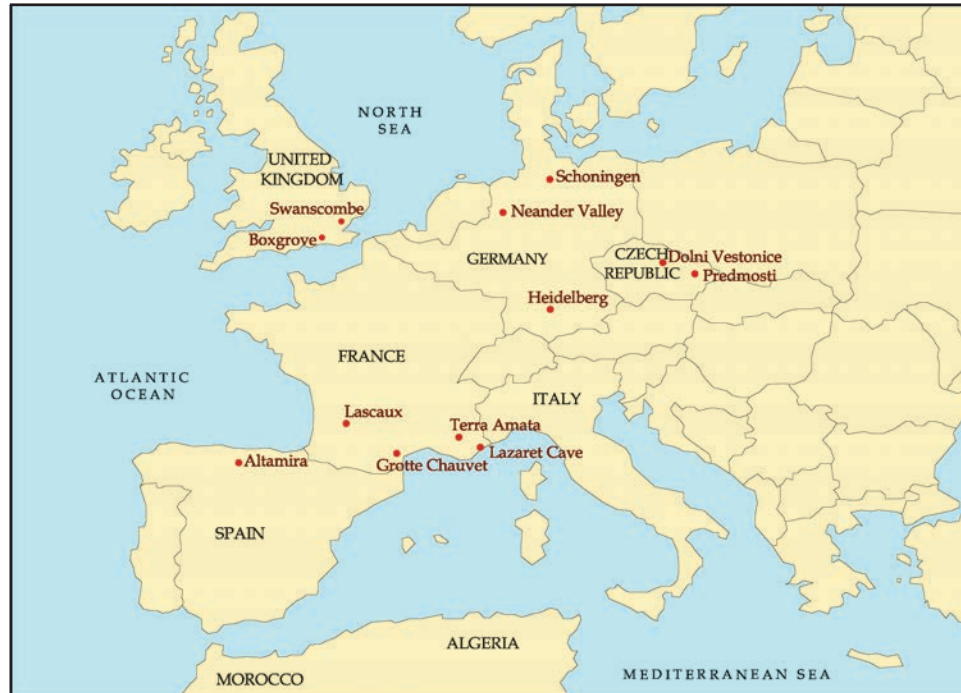 NORTH
SEA
UNITED
KINGDOM
Schoningen
Neander Valley
Swanscombe
Boxgrove
GERMANY
CZECH
REPUBLIC
Dolni Vestonice
Predmosti
Heidelberg
FRANCE
ATLANTIC
OCEAN
ITALY
Lascaux
Terra Amata
Lazaret Cave
Grotte Chauvet
Altamira
SPAIN
ALGERIA
MOROCCO
MEDITERRANEAN SEA